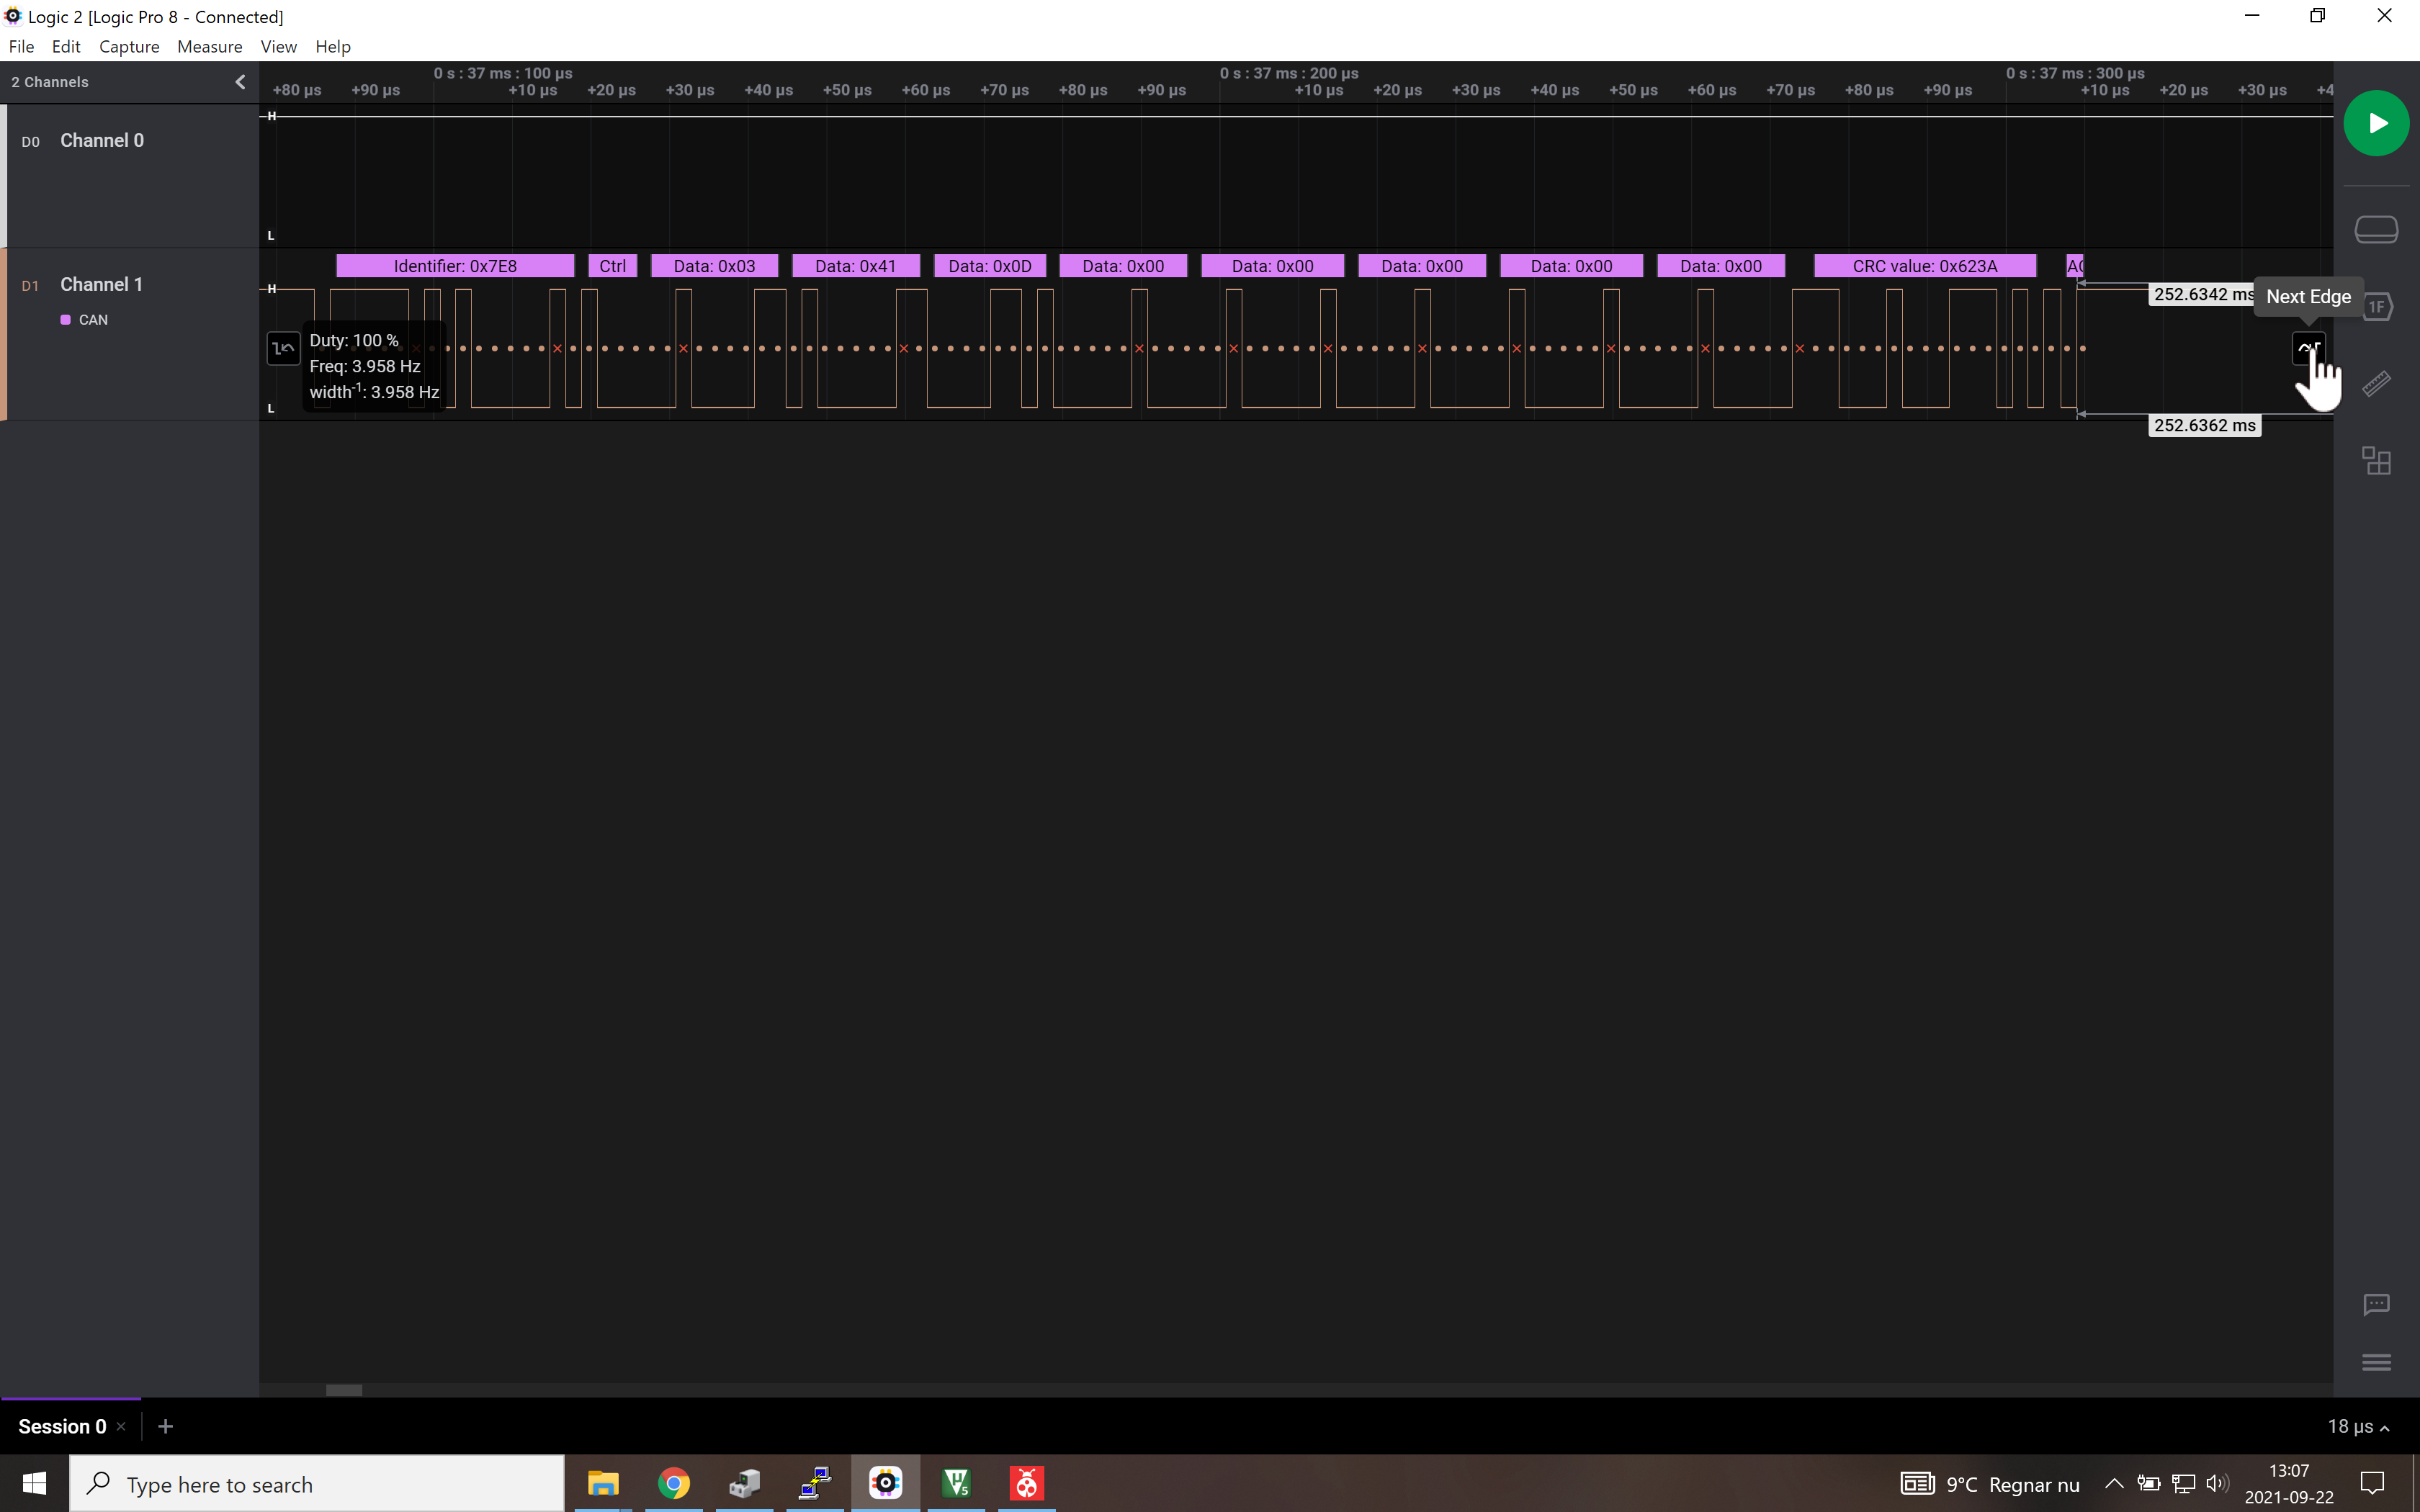 Logic 2 [Logic Pro 8 - Connected]
File Edit Capture Measure View Help
2 Channels
0 s : 37 ms : 100 µs 0 s : 37 ms : 200 µs 0 s : 37 ms : 300 µs
+80 µs +90 µs +10 µs +20 µs +30 µs +40 µs +50 µs +60 µs +70 µs +80 µs +90 µs +10 µs +20 µs +30 µs +40 µs +50 µs +60 µs +70 µs +80 µs +90 µs +10 µs +20 µs +30 µs +4
H
D0 Channel 0
L
Identifier: 0x7E8 Ctrl Data: 0x03 Data: 0x41 Data: 0x0D Data: 0x00 Data: 0x00 Data: 0x00 Data: 0x00 Data: 0x00 CRC value: 0x623A AC
D1 Channel 1
H
252.6342 ms
Next Edge
1F
CAN
Duty: 100 %
Freq: 3.958 Hz
width-1: 3.958 Hz
L
252.6362 ms
Session 0
18 µs
Type here to search
9°C Regnar nu
13:07
2021-09-22